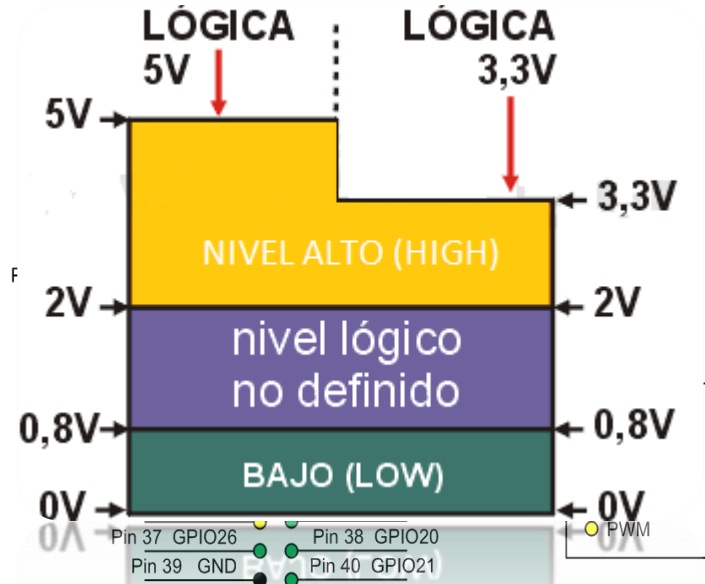 LÓGICA
5V
LÓGICA
3,3V
5V
3,3V
NIVEL ALTO (HIGH)
2V
2V
nivel lógico
no definido
0,8V
0,8V
BAJO (LOW)
0V
0V
Pin 37 GPIO26
Pin 38 GPIO20
PWM
Pin 39 GND
Pin 40 GPIO21